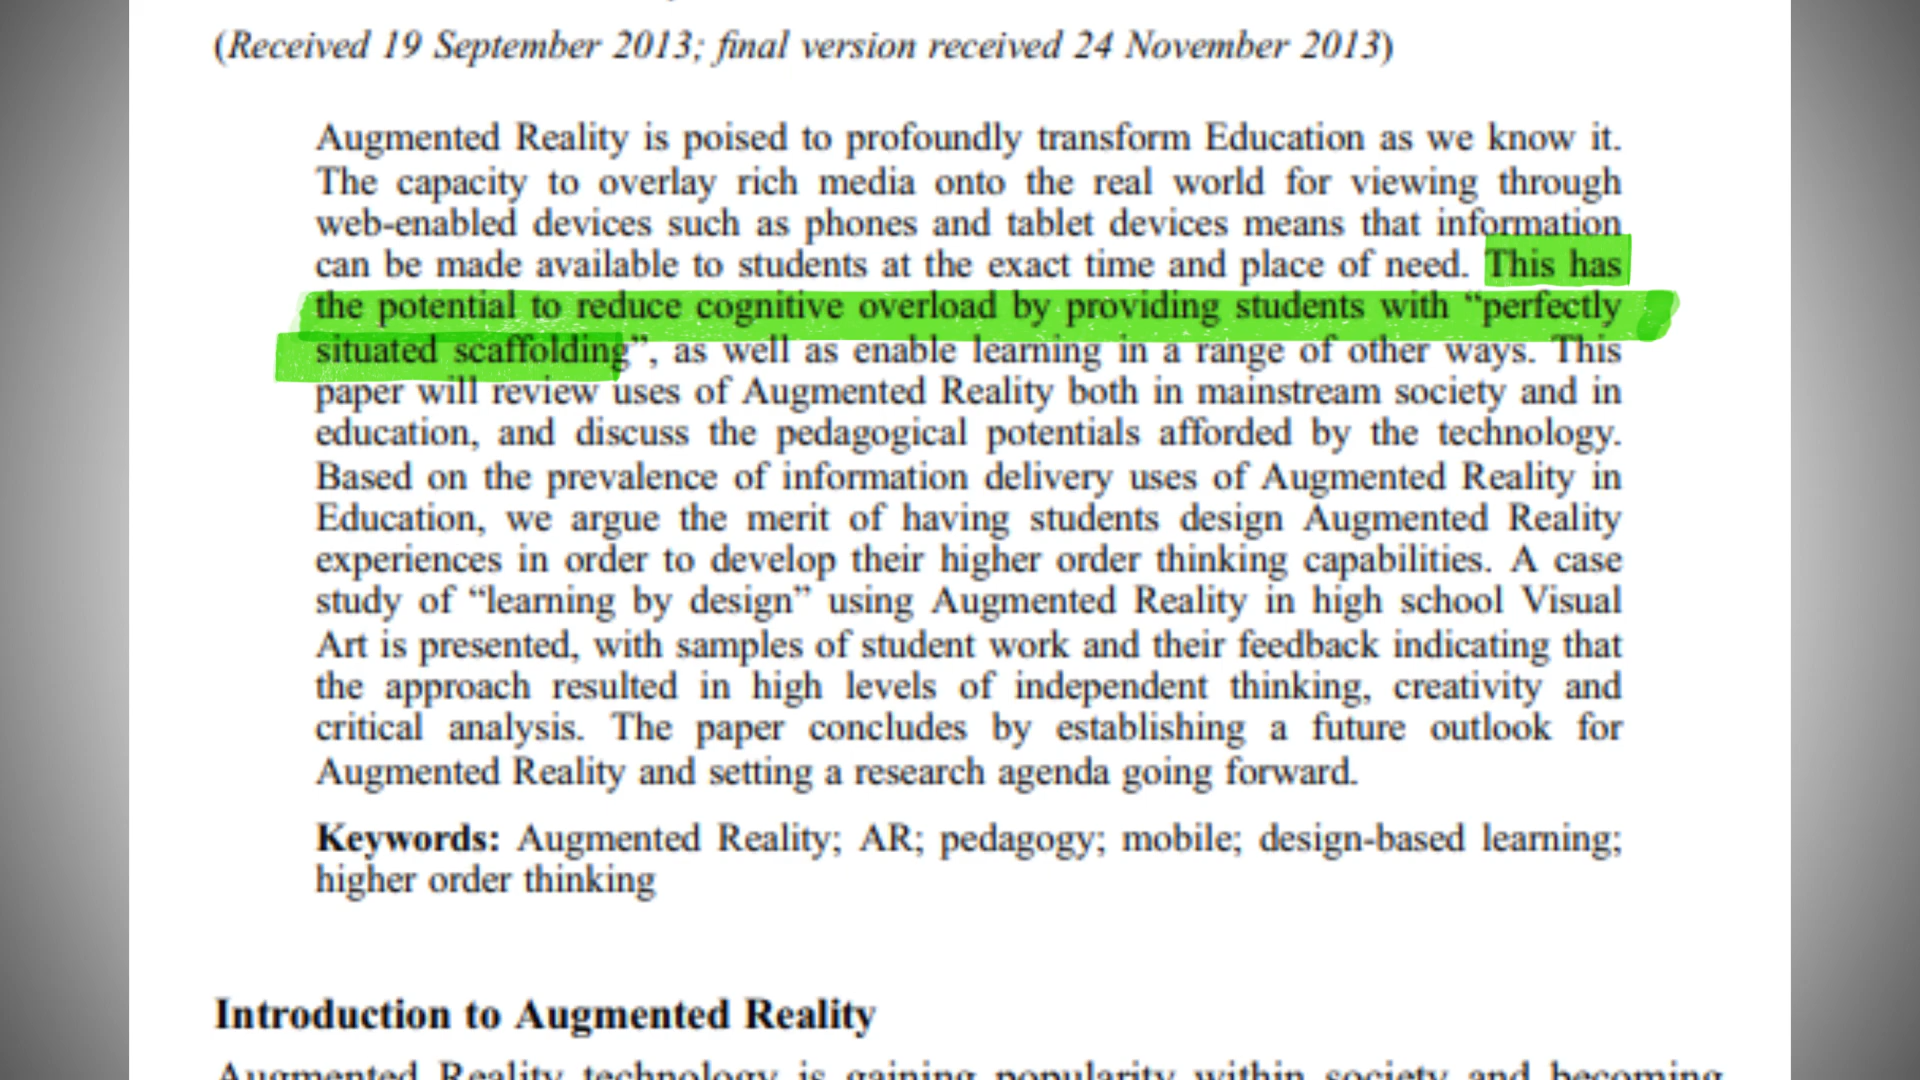 (Received 19 September 2013; final version received 24 November 2013)
Augmented Reality is poised to profoundly transform Education as we know it.
The capacity to overlay rich media onto the real world for viewing through
web-enabled devices such as phones and tablet devices means that information
can be made available to students at the exact time and place of need. This has
the potential to reduce cognitive overload by providing students with “perfectly
situated scaffolding”, as well as enable learning in a range of other ways. This
paper will review uses of Augmented Reality both in mainstream society and in
education, and discuss the pedagogical potentials afforded by the technology.
Based on the prevalence of information delivery uses of Augmented Reality in
Education, we argue the merit of having students design Augmented Reality
experiences in order to develop their higher order thinking capabilities. A case
study of “learning by design” using Augmented Reality in high school Visual
Art is presented, with samples of student work and their feedback indicating that
the approach resulted in high levels of independent thinking, creativity and
critical analysis. The paper concludes by establishing a future outlook for
Augmented Reality and setting a research agenda going forward.
Keywords: Augmented Reality; AR; pedagogy; mobile; design-based learning;
higher order thinking
Introduction to Augmented Reality
Augmented Reality technology is gaining popularity within society and becoming